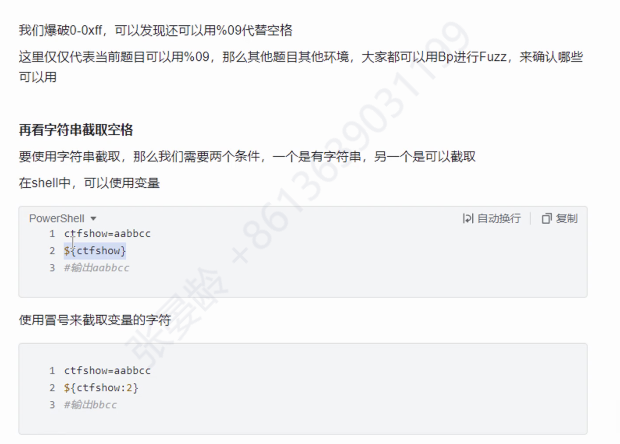 我们爆破0-0xff，可以发现还可以用%09代替空格
这里仅仅代表当前题目可以用%09，那么其他题目其他环境，大家都可以用Bp进行Fuzz，来确认哪些
可以用
再看字符串截取空格
要使用字符串截取，那么我们需要两个条件，一个是有字符串，另一个是可以截取
在shell中，可以使用变量
PowerShell 自动换行 复制
1 ctfshow=aabbcc
2 ${ctfshow}
3 #输出aabbcc
使用冒号来截取变量的字符
1 ctfshow=aabbcc
2 ${ctfshow:2}
3 #输出bbcc
张晏龄 +8613639031199